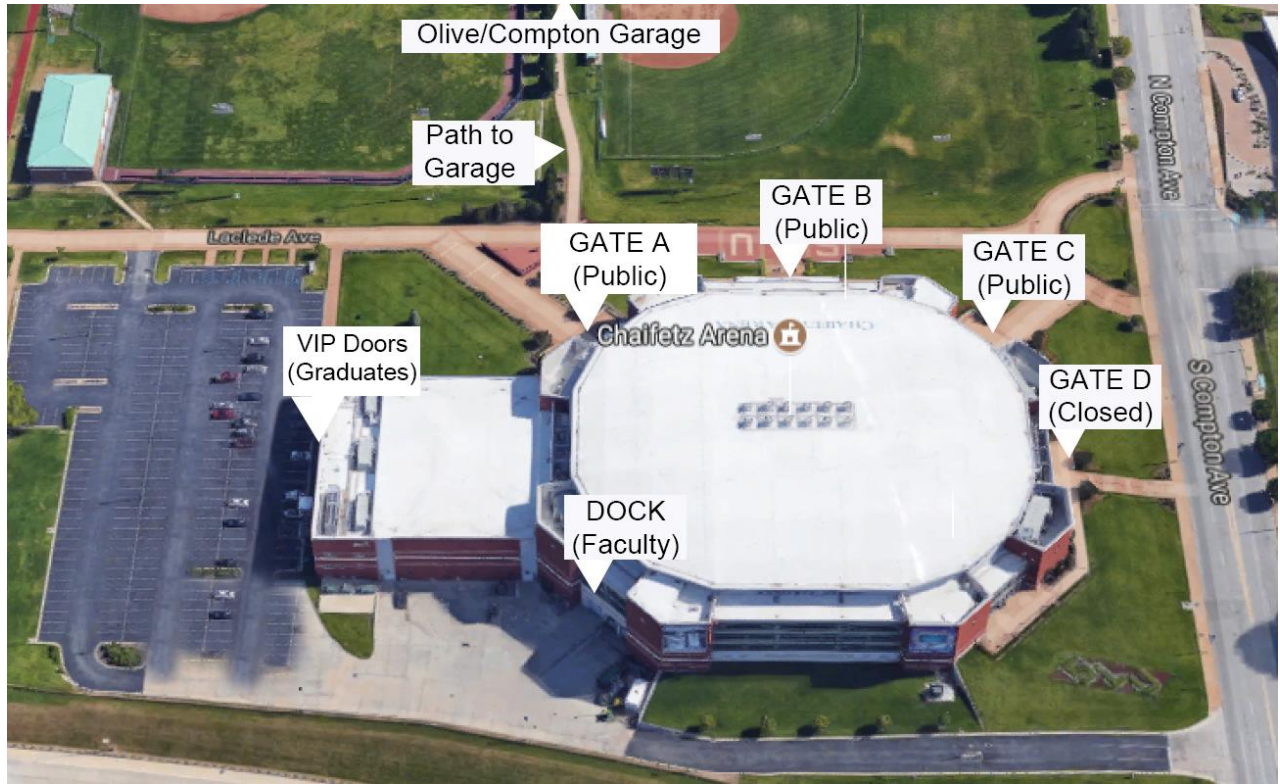 Olive/Compton Garage
Path to
Garage
N Compton Ave
GATE B
(Public)
Laclede Ave
GATE A
(Public)
S
U
GATE C
(Public)
Chaifetz Arena
VIP Doors
(Graduates)
GATE D
(Closed)
S Compton Ave
DOCK
(Faculty)